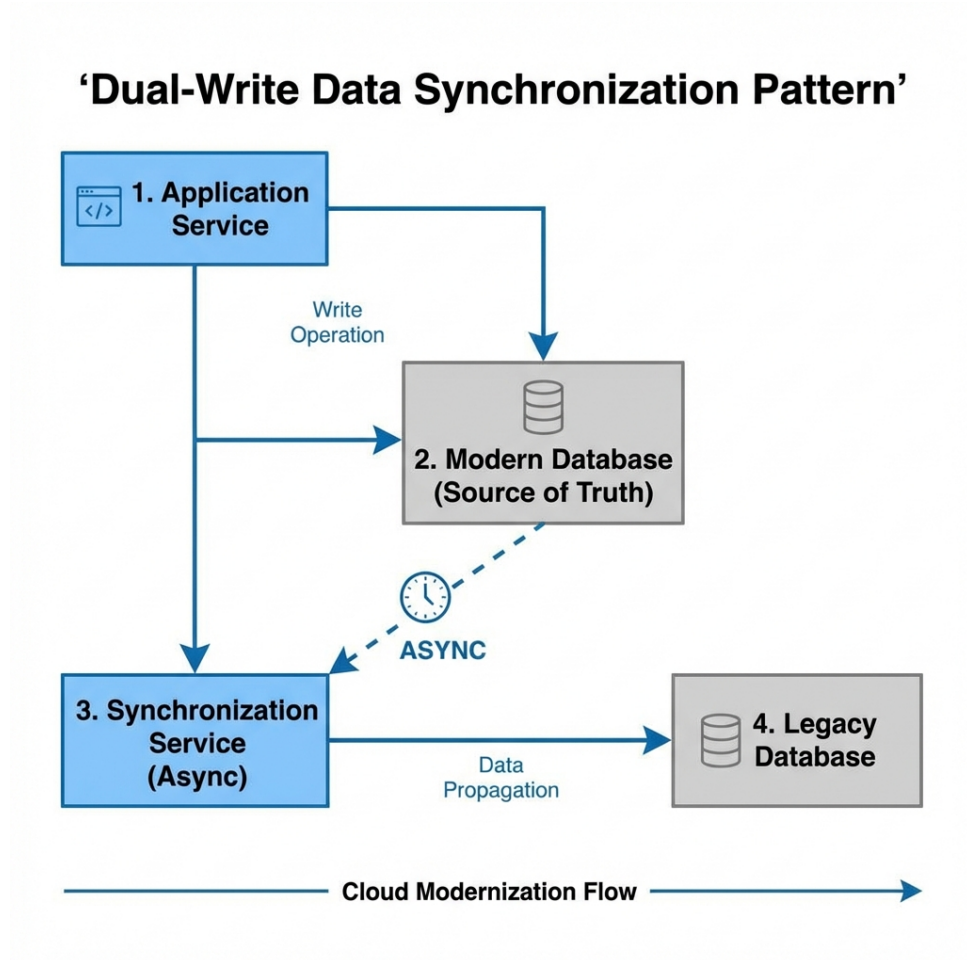 ‘Dual-Write Data Synchronization Pattern’
</>
1. Application
Service
Write
Operation
2. Modern Database
(Source of Truth)
ASYNC
3. Synchronization
Service
(Async)
Data
Propagation
4. Legacy
Database
Cloud Modernization Flow